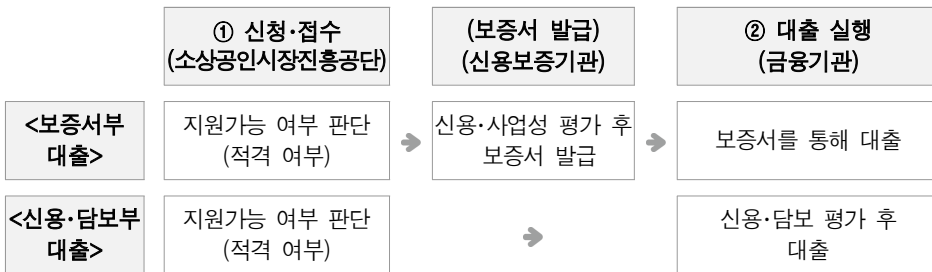 ① 신청·접수
(소상공인시장진흥공단)
(보증서 발급)
(신용보증기관)
② 대출 실행
(금융기관)
<보증서부
대출>
지원가능 여부 판단
(적격 여부)
신용·사업성 평가 후
보증서 발급
보증서를 통해 대출
<신용·담보부
대출>
지원가능 여부 판단
(적격 여부)
신용·담보 평가 후
대출